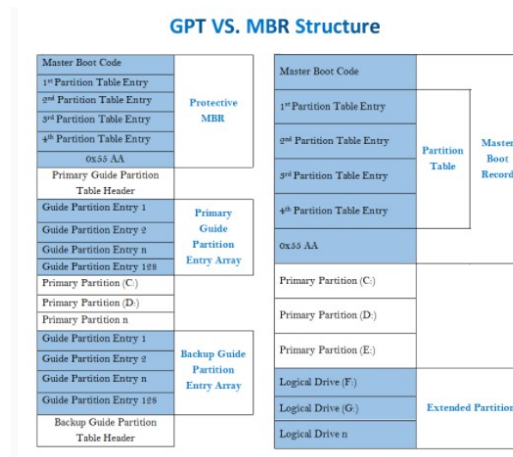 GPT VS. MBR Structure
Master Boot Code
1st Partition Table Entry
2nd Partition Table Entry
3rd Partition Table Entry
4th Partition Table Entry
0x55 AA
Protective
MBR
Primary Guide Partition
Table Header
Guide Partition Entry 1
Guide Partition Entry 2
Guide Partition Entry n
Guide Partition Entry 128
Primary
Guide
Partition
Entry Array
Primary Partition (C:)
Primary Partition (D:)
Primary Partition n
Guide Partition Entry 1
Guide Partition Entry 2
Guide Partition Entry n
Guide Partition Entry 128
Backup Guide
Partition
Entry Array
Backup Guide Partition
Table Header
Master Boot Code
1st Partition Table Entry
2nd Partition Table Entry
3rd Partition Table Entry
4th Partition Table Entry
0x55 AA
Partition
Table
Master
Boot
Record
Primary Partition (C:)
Primary Partition (D:)
Primary Partition (E:)
Logical Drive (F:)
Logical Drive (G:)
Logical Drive n
Extended Partition